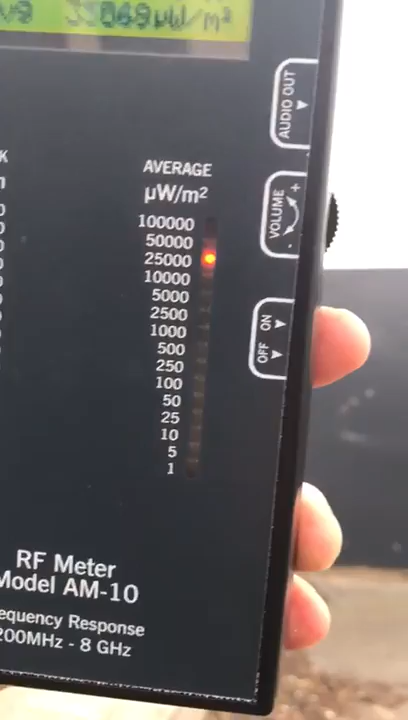 µW/m²
AUDIO OUT
VOLUME
- +
OFF ON
AVERAGE
µW/m²
100000
50000
25000
10000
5000
2500
1000
500
250
100
50
25
10
5
1
RF Meter
Model AM-10
equency Response
200MHz - 8 GHz